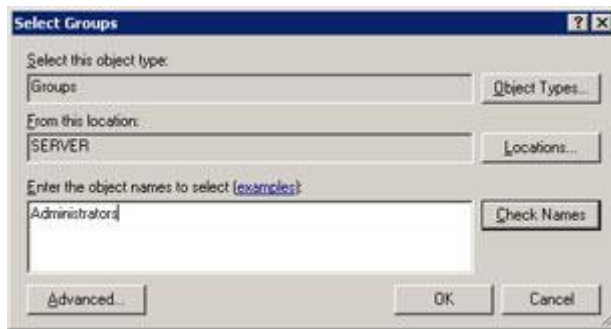 Select Groups
Select this object type:
Groups
Object Types...
From this location:
SERVER
Locations...
Enter the object names to select (examples):
Administrators
Check Names
Advanced...
OK
Cancel